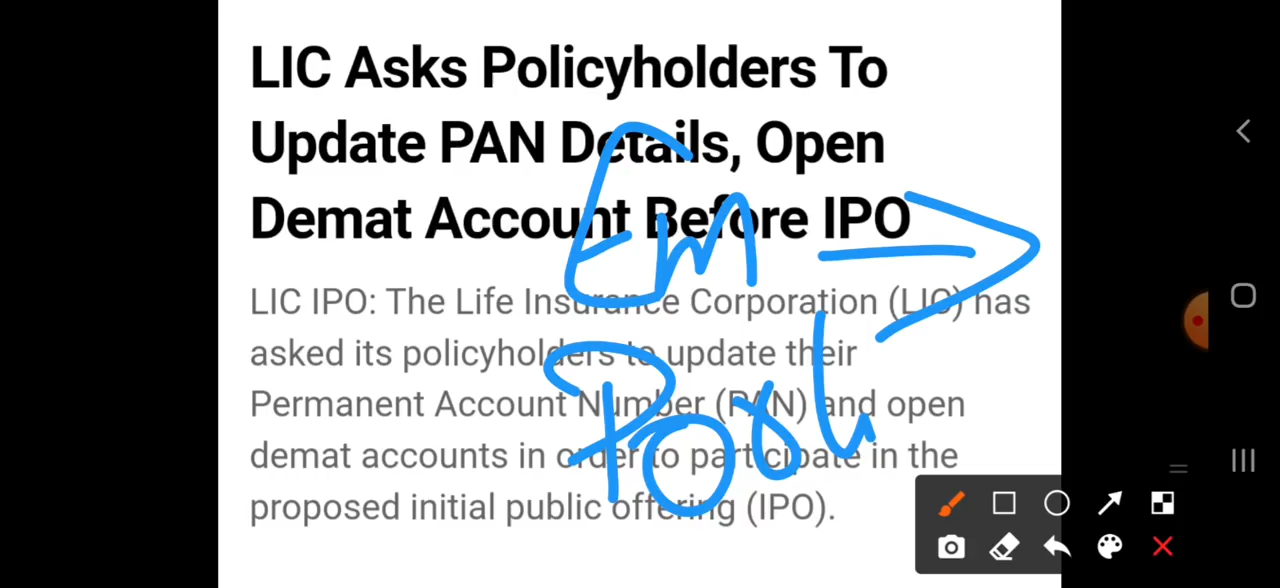 LIC Asks Policyholders To
Update PAN Details, Open
Demat Account Before IPO
LIC IPO: The Life Insurance Corporation (LIC) has
asked its policyholders to update their
Permanent Account Number (PAN) and open
demat accounts in order to participate in the
proposed initial public offering (IPO).
Em